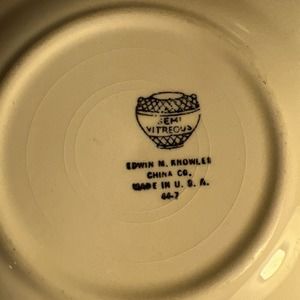 SEMI
VITREOUS
EDWIN M. KNOWLES
CHINA CO.
MADE IN U. S. A.
44-7